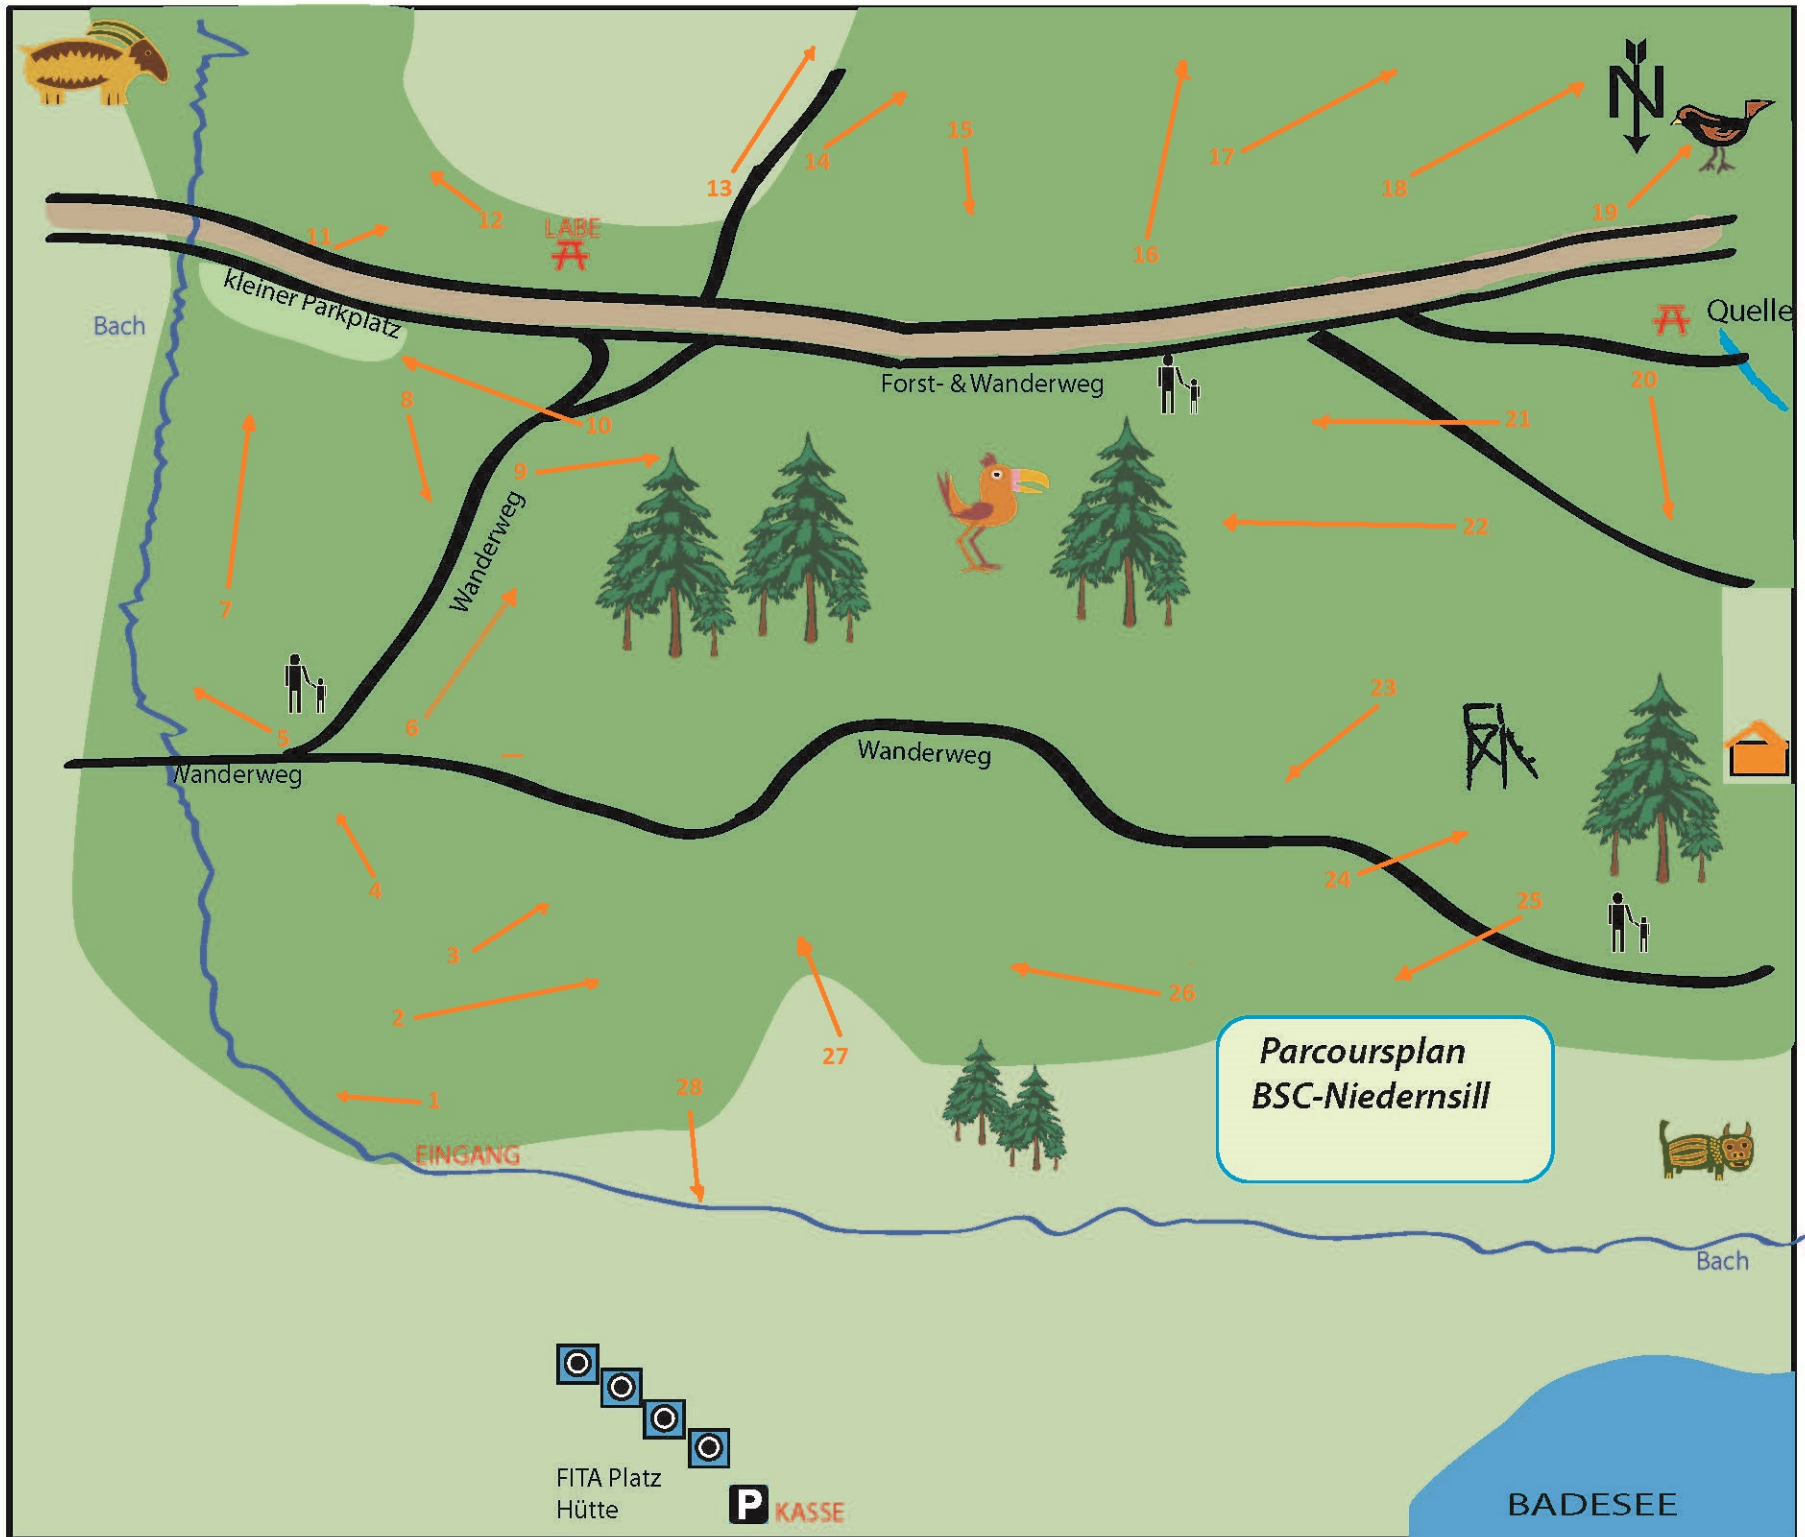 N
13
14
15
16
17
18
19
12
11
LABE
kleiner Parkplatz
Bach
Quelle
Forst- & Wanderweg
20
8
10
21
9
22
Wanderweg
7
6
5
23
Wanderweg
Wanderweg
4
24
25
3
2
26
27
28
1
Parcoursplan
BSC-Niedernsill
EINGANG
Bach
FITA Platz
Hütte
P KASSE
BADESEE